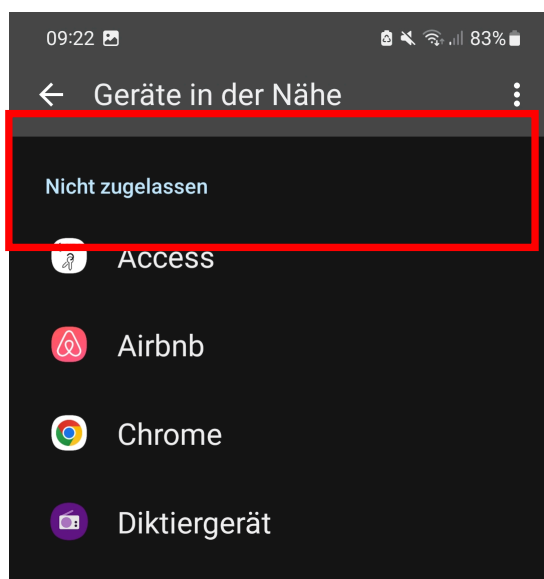 09:22 83%
Geräte in der Nähe
Nicht zugelassen
Access
Airbnb
Chrome
Diktiergerät